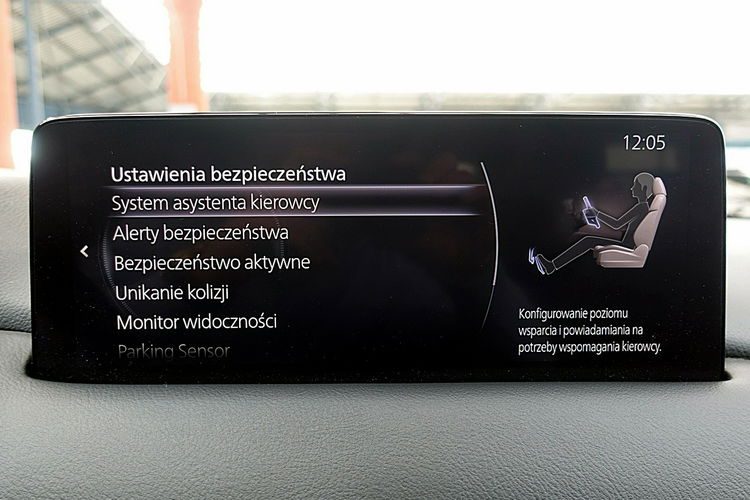 12:05
Ustawienia bezpieczeństwa
System asystenta kierowcy
Alerty bezpieczeństwa
Bezpieczeństwo aktywne
Unikanie kolizji
Monitor widoczności
Parking Sensor
Konfigurowanie poziomu
wsparcia i powiadamiania na
potrzeby wspomagania kierowcy.